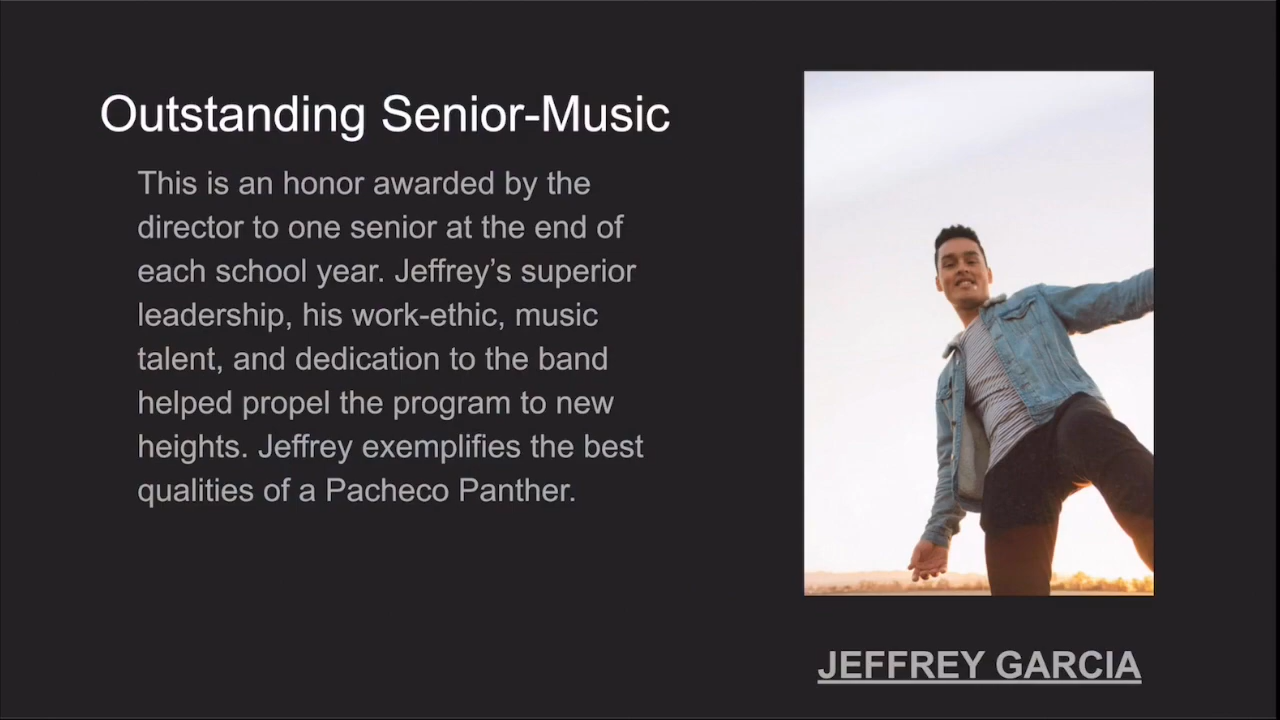 Outstanding Senior-Music
This is an honor awarded by the
director to one senior at the end of
each school year. Jeffrey’s superior
leadership, his work-ethic, music
talent, and dedication to the band
helped propel the program to new
heights. Jeffrey exemplifies the best
qualities of a Pacheco Panther.
JEFFREY GARCIA